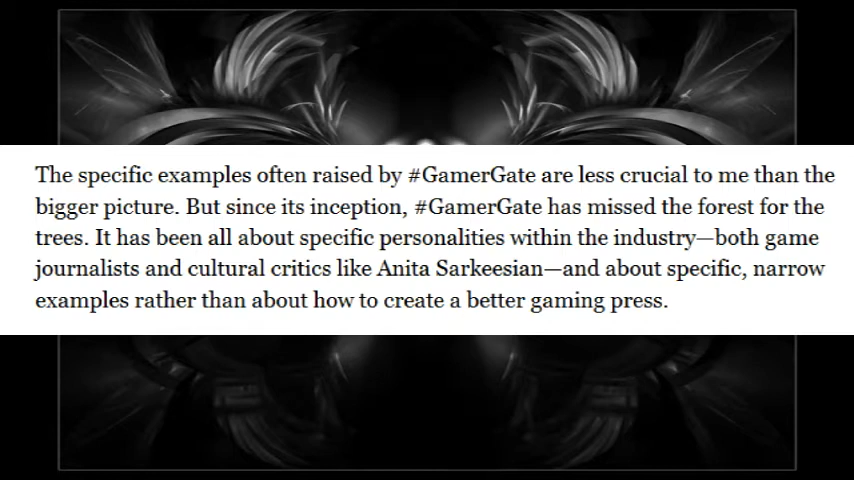 The specific examples often raised by #GamerGate are less crucial to me than the
bigger picture. But since its inception, #GamerGate has missed the forest for the
trees. It has been all about specific personalities within the industry—both game
journalists and cultural critics like Anita Sarkeesian—and about specific, narrow
examples rather than about how to create a better gaming press.